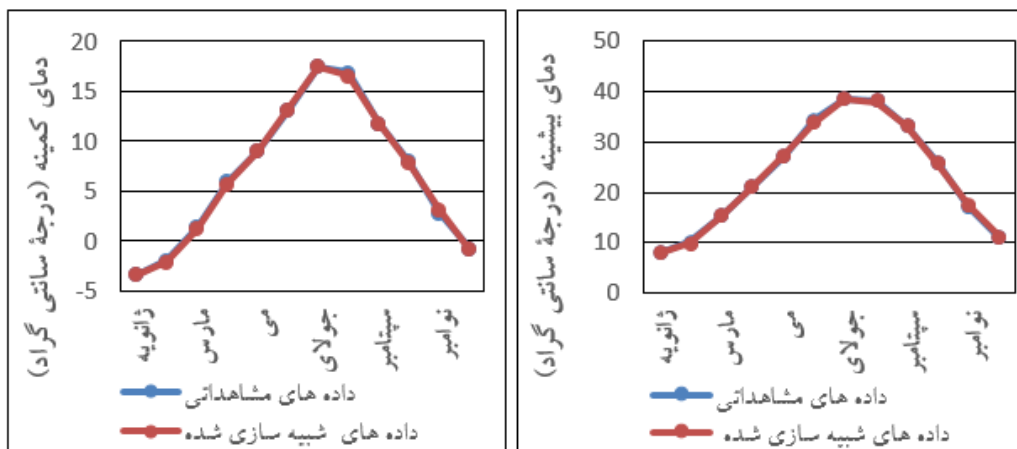 دمای کمینه (درجۀ سانتی گراد)
20
15
10
5
0
-5
ژانویه
مارس
می
جولای
سپتامبر
نوامبر
داده های مشاهداتی
داده های شبیه سازی شده
دمای بیشینه (درجۀ سانتی گراد)
50
40
30
20
10
0
ژانویه
مارس
می
جولای
سپتامبر
نوامبر
داده های مشاهداتی
داده های شبیه سازی شده